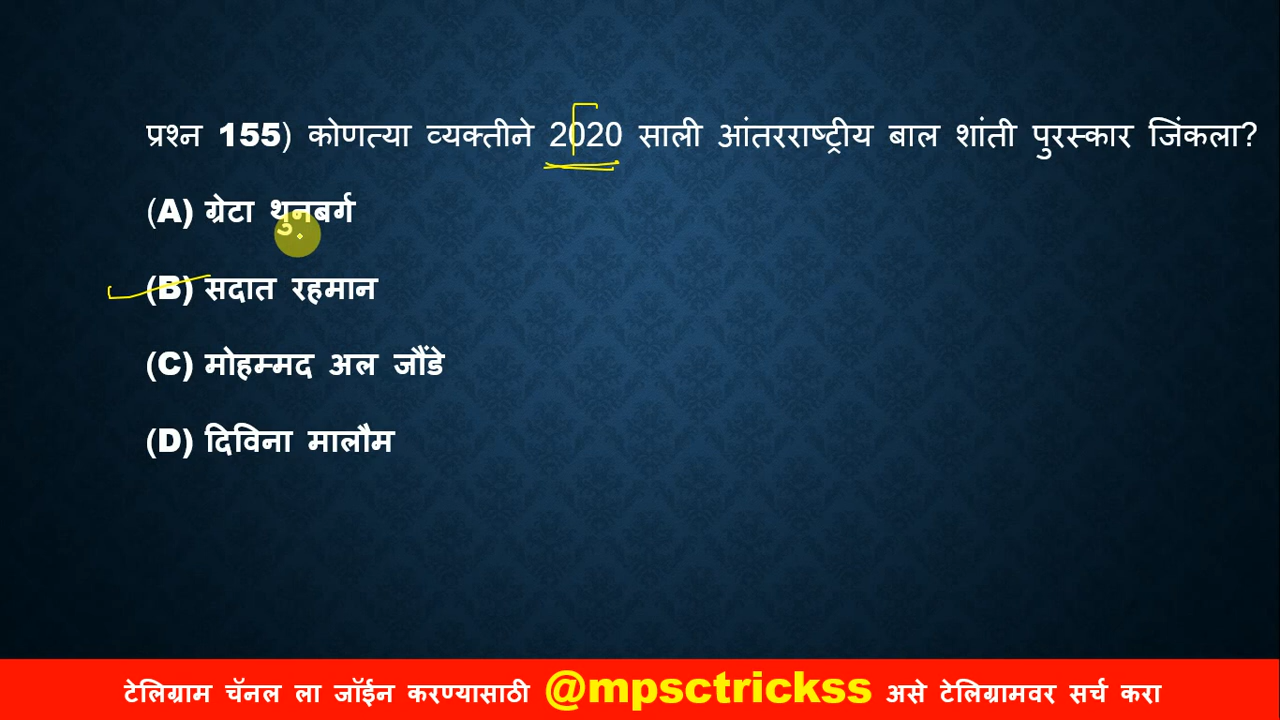 प्रश्न 155) कोणत्या व्यक्तीने 2020 साली आंतरराष्ट्रीय बाल शांती पुरस्कार जिंकला?
(A) ग्रेटा थुनबर्ग
(B) सदात रहमान
(C) मोहम्मद अल जौंडे
(D) दिविना मालौम
टेलिग्राम चॅनल ला जॉईन करण्यासाठी @mpsctrickss असे टेलिग्रामवर सर्च करा